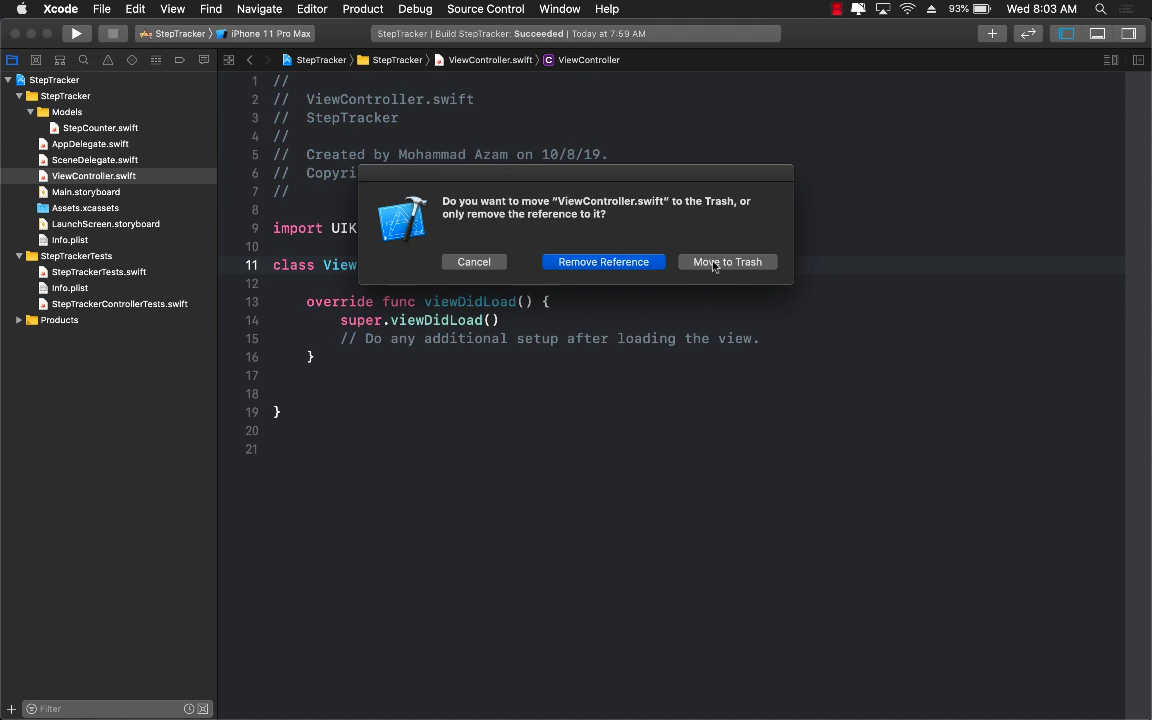 Xcode File Edit View Find Navigate Editor Product Debug Source Control Window Help 93% Wed 8:03 AM
StepTracker iPhone 11 Pro Max StepTracker | Build StepTracker: Succeeded | Today at 7:59 AM
StepTracker StepTracker ViewController.swift C ViewController
StepTracker
StepTracker
Models
StepCounter.swift
AppDelegate.swift
SceneDelegate.swift
ViewController.swift
Main.storyboard
Assets.xcassets
LaunchScreen.storyboard
Info.plist
StepTrackerTests
StepTrackerTests.swift
Info.plist
StepTrackerControllerTests.swift
Products
Filter
1 //
2 // ViewController.swift
3 // StepTracker
4 //
5 // Created by Mohammad Azam on 10/8/19.
6 // Copyri
7 //
8
9 import UIK
10
11 class View
12
13 override func viewDidLoad() {
14 super.viewDidLoad()
15 // Do any additional setup after loading the view.
16 }
17
18
19 }
20
21
Do you want to move "ViewController.swift" to the Trash, or
only remove the reference to it?
Cancel Remove Reference Move to Trash